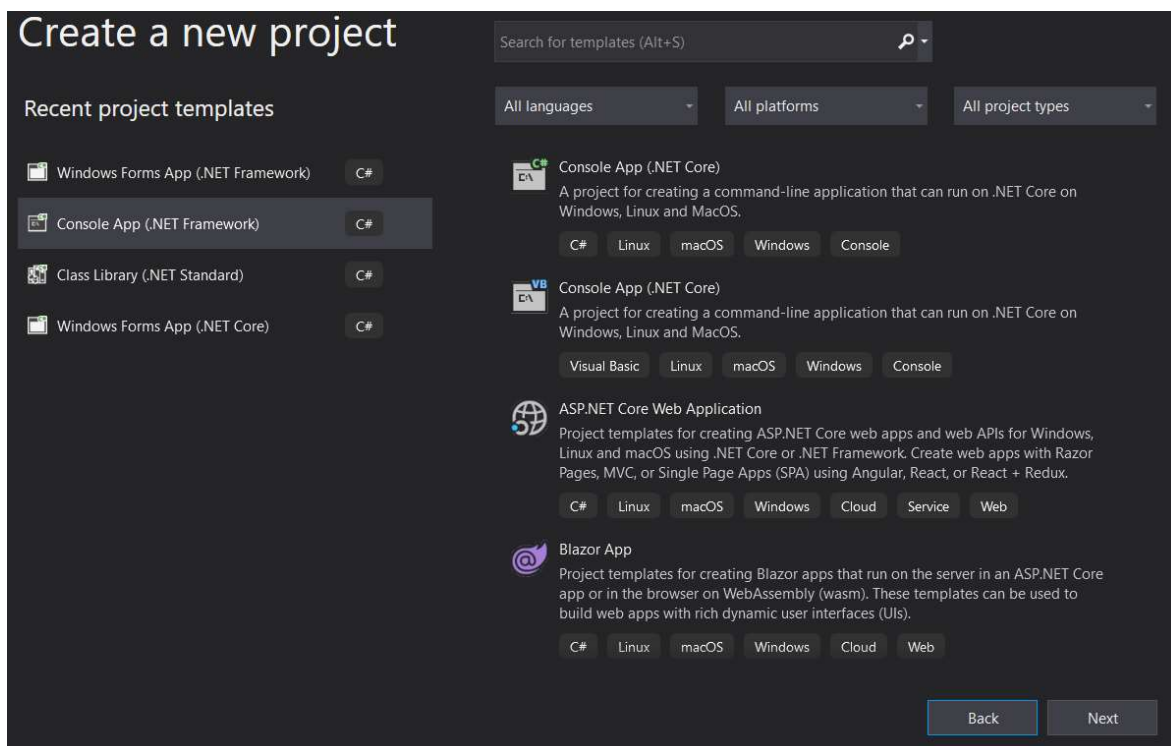 Create a new project
Search for templates (Alt+S)
Recent project templates
All languages
All platforms
All project types
Windows Forms App (.NET Framework) C#
Console App (.NET Framework) C#
Class Library (.NET Standard) C#
Windows Forms App (.NET Core) C#
C#
C:\
Console App (.NET Core)
A project for creating a command-line application that can run on .NET Core on
Windows, Linux and MacOS.
C# Linux macOS Windows Console
VB
C:\
Console App (.NET Core)
A project for creating a command-line application that can run on .NET Core on
Windows, Linux and MacOS.
Visual Basic Linux macOS Windows Console
ASP.NET Core Web Application
Project templates for creating ASP.NET Core web apps and web APIs for Windows,
Linux and macOS using .NET Core or .NET Framework. Create web apps with Razor
Pages, MVC, or Single Page Apps (SPA) using Angular, React, or React + Redux.
C# Linux macOS Windows Cloud Service Web
Blazor App
Project templates for creating Blazor apps that run on the server in an ASP.NET Core
app or in the browser on WebAssembly (wasm). These templates can be used to
build web apps with rich dynamic user interfaces (UIs).
C# Linux macOS Windows Cloud Web
Back Next